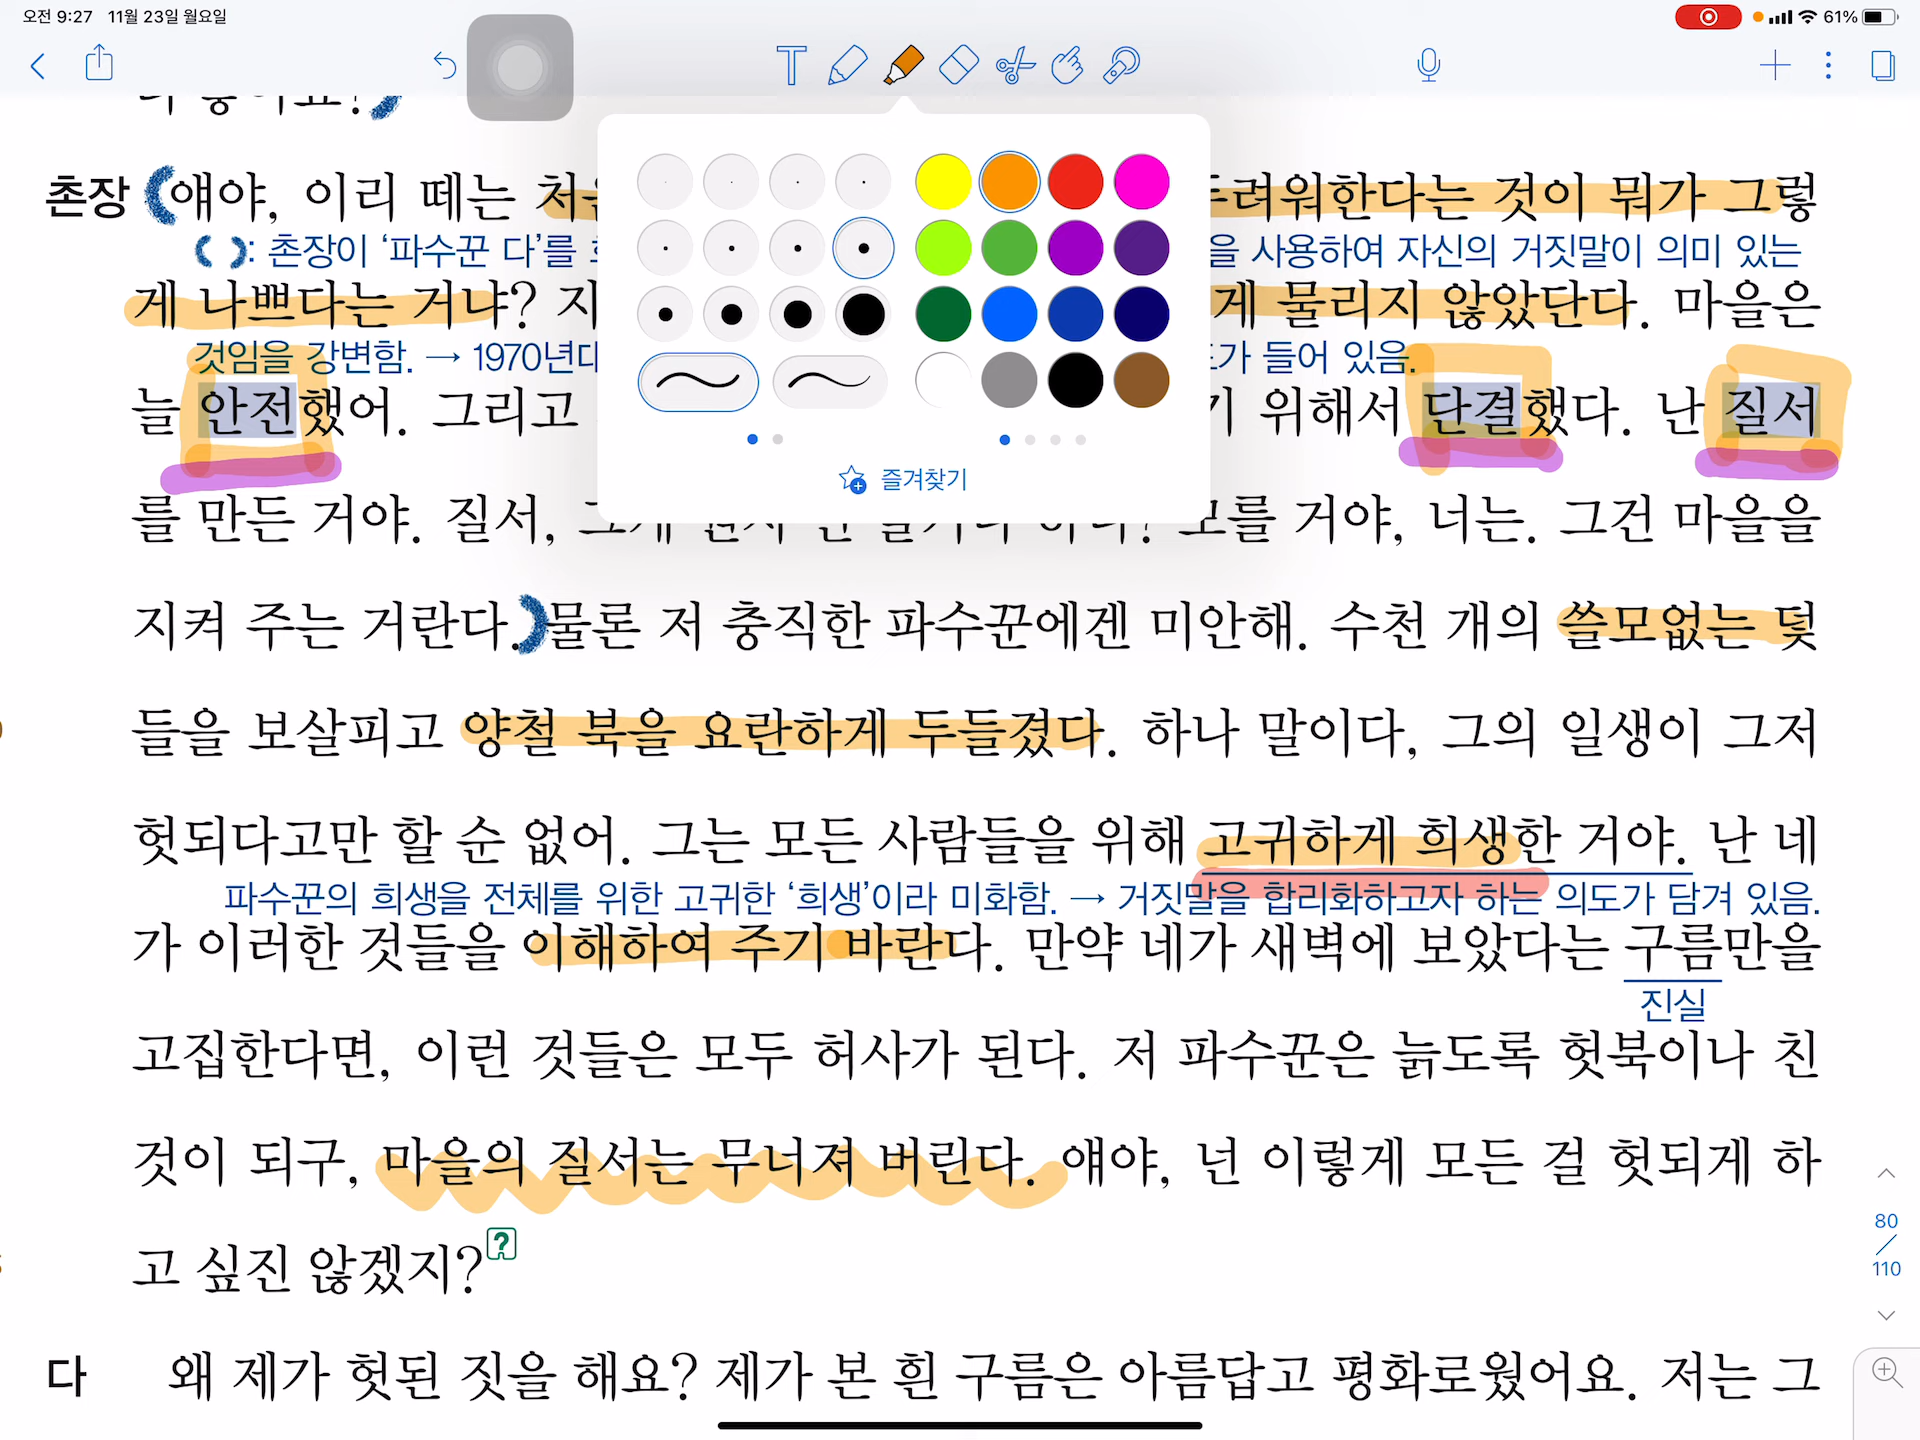 오전 9:27 11월 23일 월요일
61%
촌장 얘야, 이리 떼는 처음 두려워한다는 것이 뭐가 그렇
( ): 촌장이 ‘파수꾼 다’를 을 사용하여 자신의 거짓말이 의미 있는
게 나쁘다는 거냐? 지 게 물리지 않았단다. 마을은
것임을 강변함. → 1970년대 가 들어 있음.
늘 안전했어. 그리고 기 위해서 단결했다. 난 질서
를 만든 거야. 질서, 모를 거야, 너는. 그건 마을을
지켜 주는 거란다. 물론 저 충직한 파수꾼에겐 미안해. 수천 개의 쓸모없는 덫
들을 보살피고 양철 북을 요란하게 두들겼다. 하나 말이다, 그의 일생이 그저
헛되다고만 할 순 없어. 그는 모든 사람들을 위해 고귀하게 희생한 거야. 난 네
파수꾼의 희생을 전체를 위한 고귀한 ‘희생’이라 미화함. → 거짓말을 합리화하고자 하는 의도가 담겨 있음.
가 이러한 것들을 이해하여 주기 바란다. 만약 네가 새벽에 보았다는 구름만을
진실
고집한다면, 이런 것들은 모두 허사가 된다. 저 파수꾼은 늙도록 헛북이나 친
것이 되구, 마을의 질서는 무너져 버린다. 얘야, 넌 이렇게 모든 걸 헛되게 하
고 싶진 않겠지?
다 왜 제가 헛된 짓을 해요? 제가 본 흰 구름은 아름답고 평화로웠어요. 저는 그
즐겨찾기
80
/
110